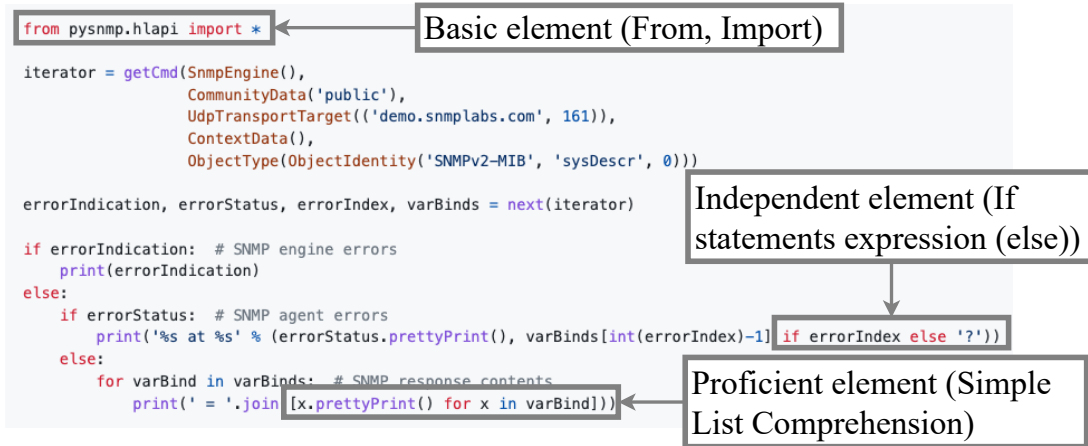 from pysnmp.hlapi import *
Basic element (From, Import)
iterator = getCmd(SnmpEngine(),
CommunityData('public'),
UdpTransportTarget(('demo.snmplabs.com', 161)),
ContextData(),
ObjectType(ObjectIdentity('SNMPv2-MIB', 'sysDescr', 0)))
errorIndication, errorStatus, errorIndex, varBinds = next(iterator)
Independent element (If
statements expression (else))
if errorIndication:  # SNMP engine errors
print(errorIndication)
else:
if errorStatus:  # SNMP agent errors
print('%s at %s' % (errorStatus.prettyPrint(), varBinds[int(errorIndex)-1] if errorIndex else '?'))
else:
for varBind in varBinds:  # SNMP response contents
print(' = '.join [x.prettyPrint() for x in varBind]))
Proficient element (Simple
List Comprehension)